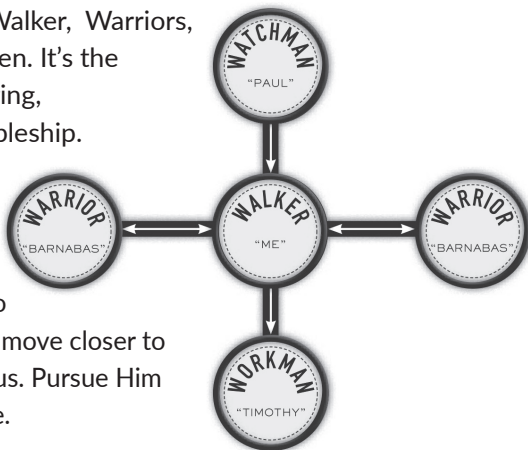 Walker, Warriors,
en. It's the
ing,
pleship.
WATCHMAN
"PAUL"
WARRIOR
"BARNABAS"
WALKER
"ME"
WARRIOR
"BARNABAS"
move closer to
us. Pursue Him
e.
WORKMAN
"TIMOTHY"